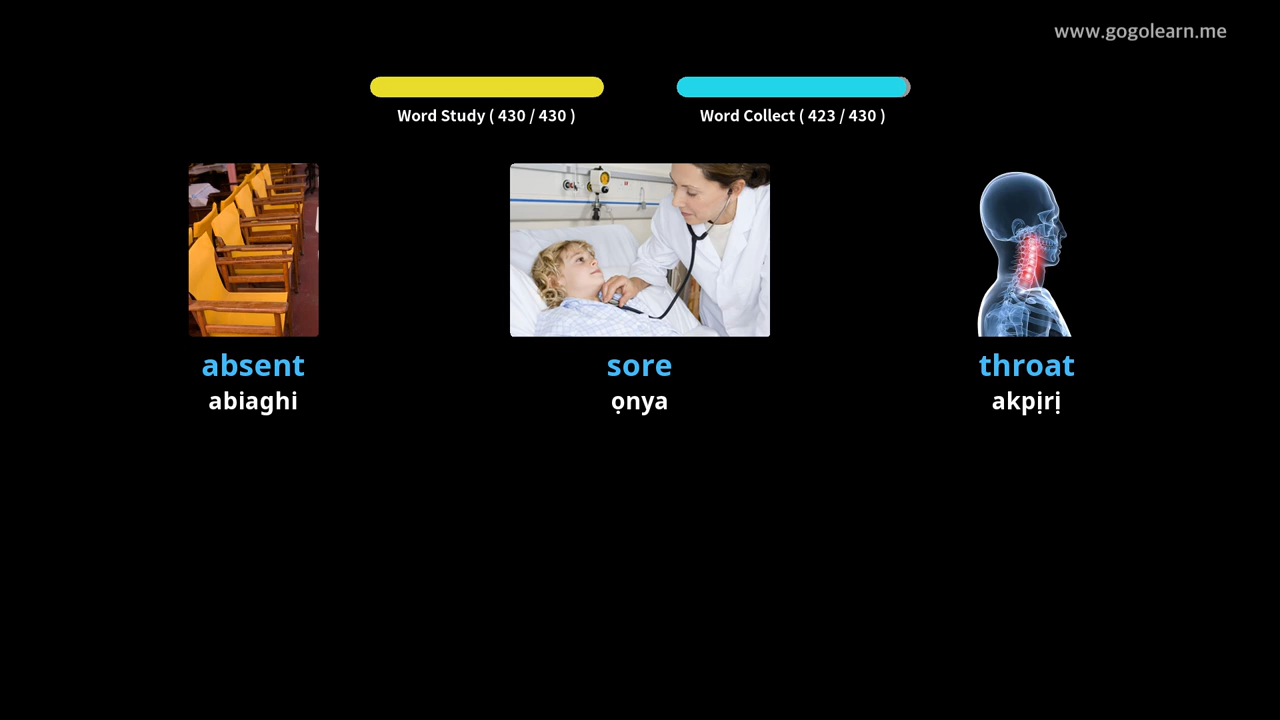 www.gogolearn.me
Word Study ( 430 / 430 )
Word Collect ( 423 / 430 )
absent
sore
throat
abiaghi
ọnya
akpịrị